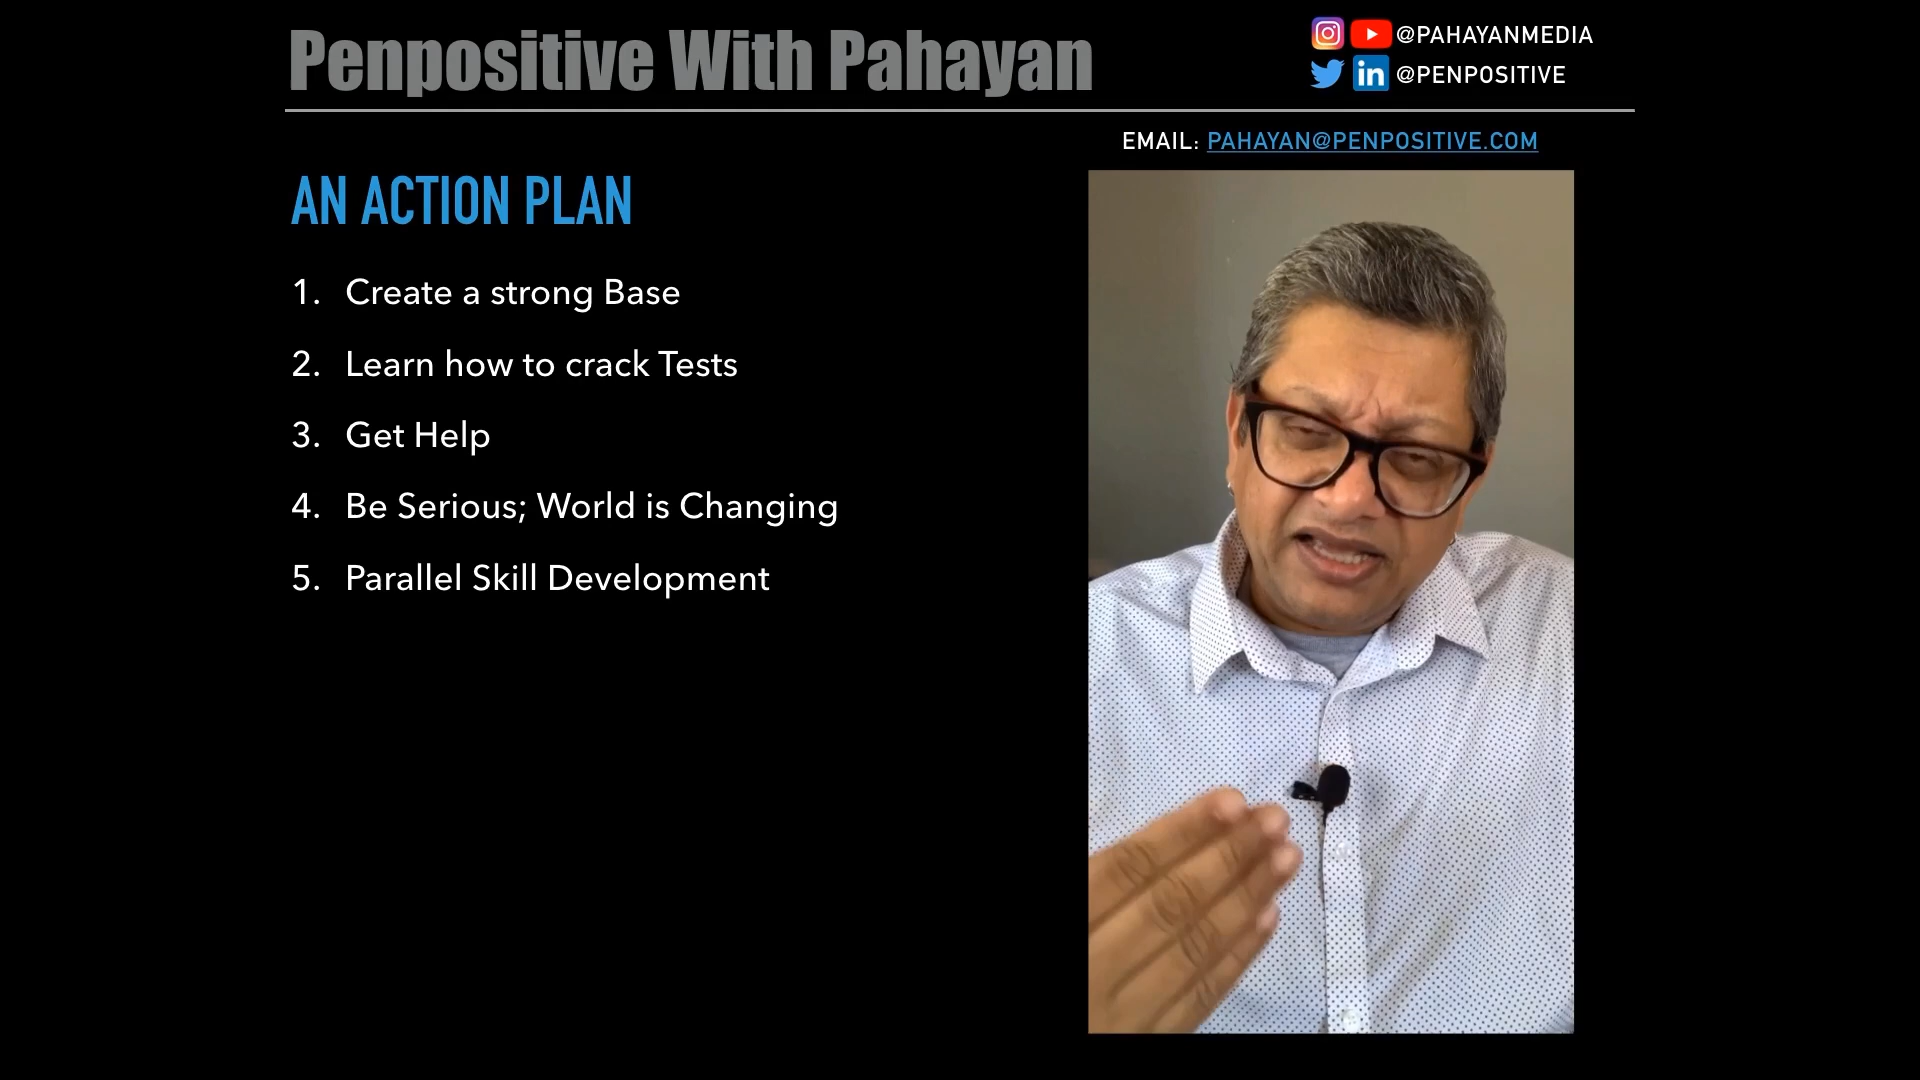 Penpositive With Pahayan
@PAHAYANMEDIA
@PENPOSITIVE
EMAIL: PAHAYAN@PENPOSITIVE.COM
AN ACTION PLAN
1. Create a strong Base
2. Learn how to crack Tests
3. Get Help
4. Be Serious; World is Changing
5. Parallel Skill Development